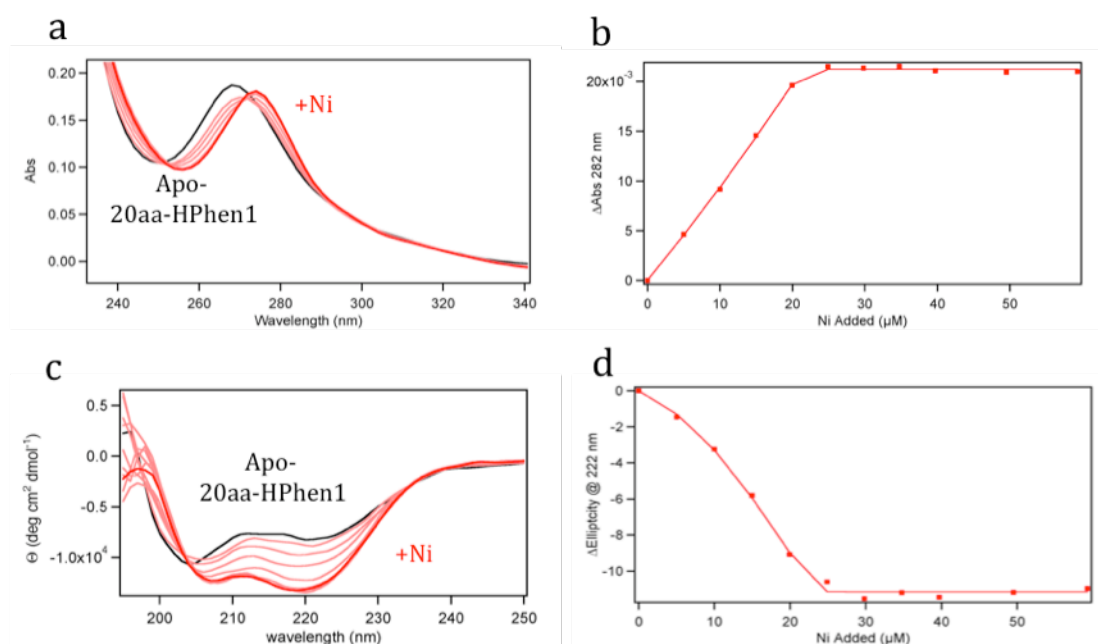 a
Abs
0.20
0.15
0.10
0.05
0.00
+Ni
Apo-
20aa-HPhen1
240 260 280 300 320 340
Wavelength (nm)
b
ΔAbs 282 nm
20x10⁻³
15
10
5
0
0 10 20 30 40 50
Ni Added (µM)
c
Θ (deg cm² dmol⁻¹)
0.5
0.0
-0.5
-1.0x10⁴
Apo-
20aa-HPhen1
+Ni
200 210 220 230 240 250
wavelength (nm)
d
ΔElliptcity @ 222 nm
0
-2
-4
-6
-8
-10
0 10 20 30 40 50
Ni Added (µM)